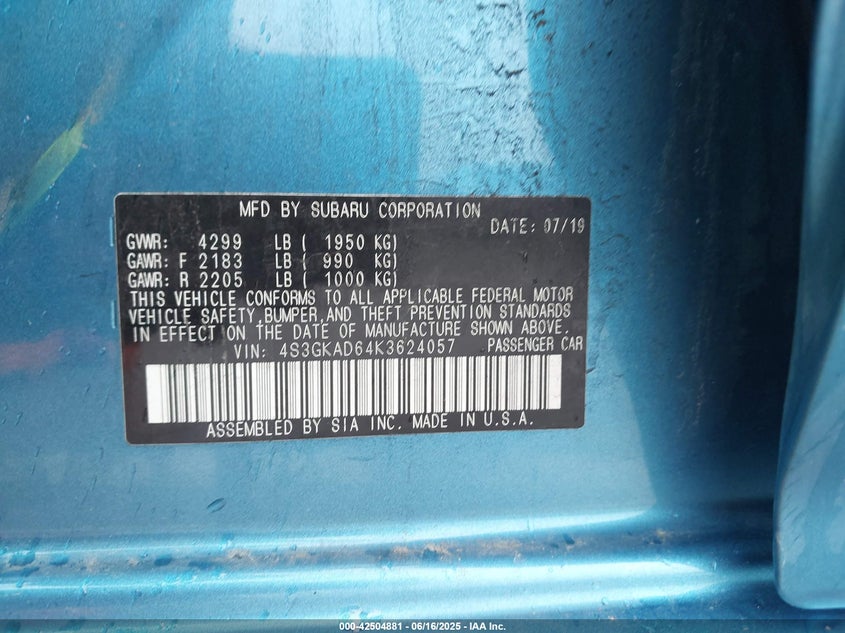 MFD BY SUBARU CORPORATION
DATE: 07/19
GVWR: 4299 LB ( 1950 KG)
GAWR: F 2183 LB ( 990 KG)
GAWR: R 2205 LB ( 1000 KG)
THIS VEHICLE CONFORMS TO ALL APPLICABLE FEDERAL MOTOR
VEHICLE SAFETY,BUMPER,AND THEFT PREVENTION STANDARDS
IN EFFECT ON THE DATE OF MANUFACTURE SHOWN ABOVE.
VIN: 4S3GKAD64K3624057 PASSENGER CAR
ASSEMBLED BY SIA INC. MADE IN U.S.A.
000-42504881 - 06/16/2025 - IAA Inc.